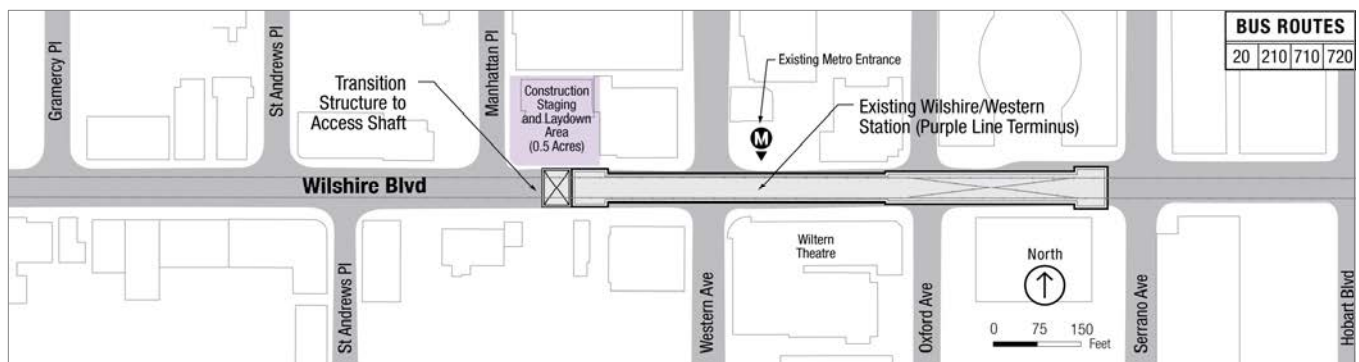 Gramercy Pl
St Andrews Pl
Transition
Structure to
Access Shaft
Manhattan Pl
Construction
Staging
and Laydown
Area
(0.5 Acres)
Existing Metro Entrance
M
Existing Wilshire/Western
Station (Purple Line Terminus)
BUS ROUTES
20 210 710 720
Wilshire Blvd
St Andrews Pl
Western Ave
Wiltern
Theatre
Oxford Ave
North
0 75 150
Feet
Serrano Ave
Hobart Blvd